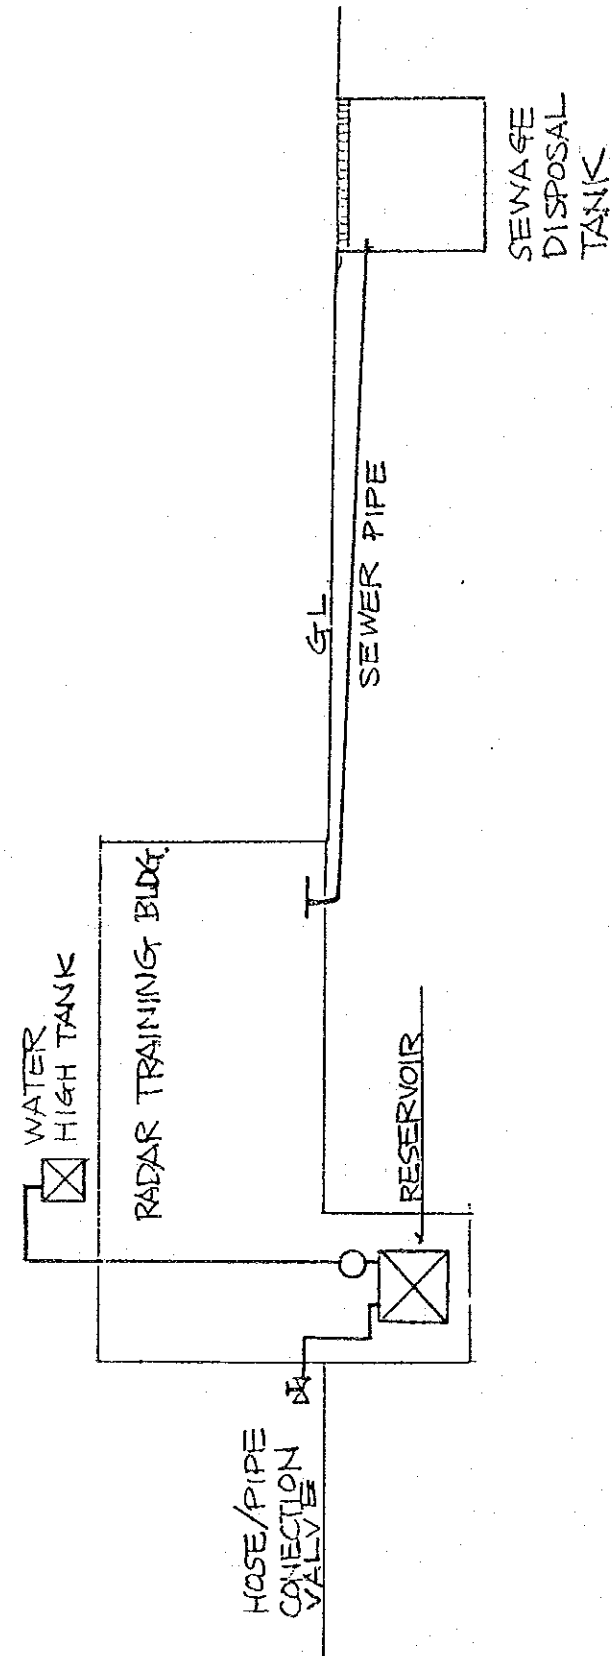 WATER
HIGH TANK
RADAR TRAINING BLDG.
HOSE/PIPE
CONECTION
VALVE
RESERVOIR
GL
SEWER PIPE
SEWAGE
DISPOSAL
TANK